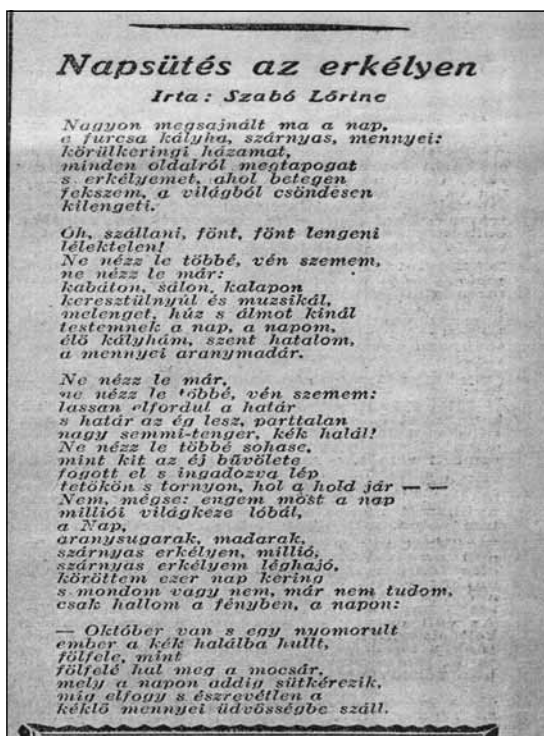 Napsütés az erkélyen
Irta: Szabó Lőrinc
Nagyon megsajnált ma a nap,
e furcsa kályha, szárnyas, mennyei:
körülkeringi házamat,
minden oldalról megtapogat
s erkélyemet, ahol betegen
fekszem, a világból csöndesen
kilengeti.
Oh, szállani, fönt, fönt lengeni
lélektelen!
Ne nézz le többé, vén szemem,
ne nézz le már:
kabáton, sálon, kalapon
keresztülnyúl és muzsikál,
melenget, húz s álmot kinál
testemnek a nap, a napom,
élő kályhám, szent hatalom,
a mennyei aranymadár.
Ne nézz le már,
ne nézz le többé, vén szemem:
lassan elfordul a határ
s határ az ég lesz, parttalan
nagy semmi-tenger, kék halál!
Ne nézz le többé sohase,
mint kit az éj bűvölete
fogott el s ingadozva lép
tetőkön s tornyon, hol a hold jár — —
Nem, mégse: engem most a nap
milliói világkeze lóbál,
a Nap,
aranysugarak, madarak,
szárnyas erkélyen, millió,
szárnyas erkélyem léghajó,
köröttem ezer nap kering
s mondom vagy nem, már nem tudom,
csak hallom a fényben, a napon:
— Október van s egy nyomorult
ember a kék halálba hullt,
fölfele, mint
fölfelé hal meg a mocsár,
mely a napon addig sütkérezik,
míg elfogy s észrevétlen a
kéklő mennyei üdvösségbe száll.